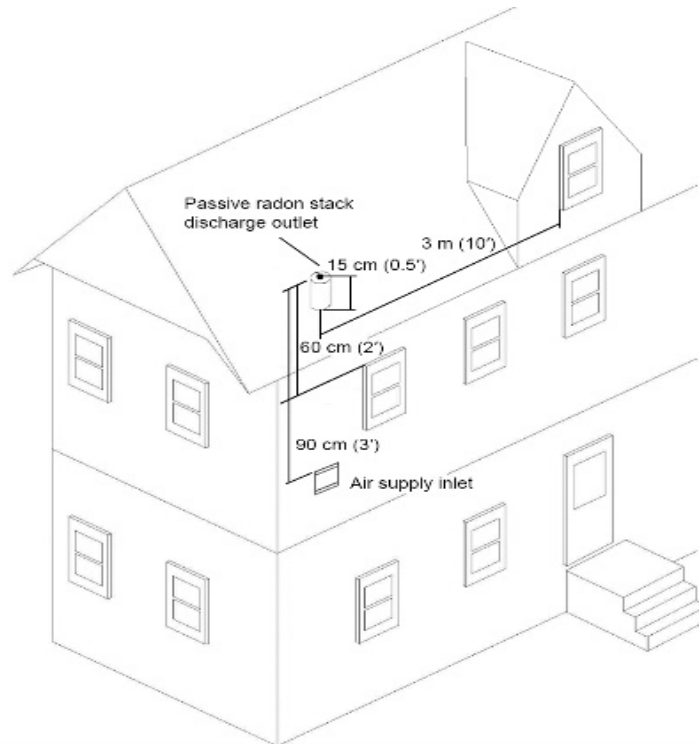 Passive radon stack
discharge outlet
3 m (10')
15 cm (0.5')
60 cm (2')
90 cm (3')
Air supply inlet